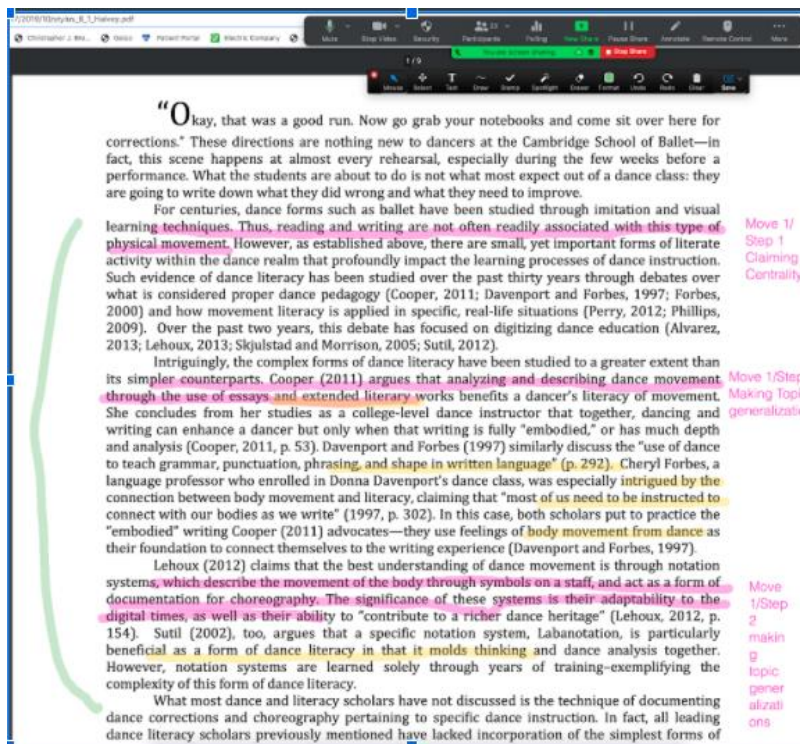 7/2019/10/stylus_8_1_Halvey.pdf
Christopher J. Bro...
Patient Portal
Electric Company
Mute
Stop Video
Security
Participants
23
Polling
New Share
Pause Share
Annotate
Remote Control
More
You are screen sharing
Stop Share
1 / 9
Mouse
Select
Text
Draw
Stamp
Spotlight
Eraser
Format
Undo
Redo
Clear
Save
“Okay, that was a good run. Now go grab your notebooks and come sit over here for
corrections.” These directions are nothing new to dancers at the Cambridge School of Ballet—in
fact, this scene happens at almost every rehearsal, especially during the few weeks before a
performance. What the students are about to do is not what most expect out of a dance class: they
are going to write down what they did wrong and what they need to improve.
For centuries, dance forms such as ballet have been studied through imitation and visual
learning techniques. Thus, reading and writing are not often readily associated with this type of
physical movement. However, as established above, there are small, yet important forms of literate
activity within the dance realm that profoundly impact the learning processes of dance instruction.
Such evidence of dance literacy has been studied over the past thirty years through debates over
what is considered proper dance pedagogy (Cooper, 2011; Davenport and Forbes, 1997; Forbes,
2000) and how movement literacy is applied in specific, real-life situations (Perry, 2012; Phillips,
2009). Over the past two years, this debate has focused on digitizing dance education (Alvarez,
2013; Lehoux, 2013; Skjulstad and Morrison, 2005; Sutil, 2012).
Intriguingly, the complex forms of dance literacy have been studied to a greater extent than
its simpler counterparts. Cooper (2011) argues that analyzing and describing dance movement
through the use of essays and extended literary works benefits a dancer’s literacy of movement.
She concludes from her studies as a college-level dance instructor that together, dancing and
writing can enhance a dancer but only when that writing is fully “embodied,” or has much depth
and analysis (Cooper, 2011, p. 53). Davenport and Forbes (1997) similarly discuss the “use of dance
to teach grammar, punctuation, phrasing, and shape in written language” (p. 292). Cheryl Forbes, a
language professor who enrolled in Donna Davenport’s dance class, was especially intrigued by the
connection between body movement and literacy, claiming that “most of us need to be instructed to
connect with our bodies as we write” (1997, p. 302). In this case, both scholars put to practice the
“embodied” writing Cooper (2011) advocates—they use feelings of body movement from dance as
their foundation to connect themselves to the writing experience (Davenport and Forbes, 1997).
Lehoux (2012) claims that the best understanding of dance movement is through notation
systems, which describe the movement of the body through symbols on a staff, and act as a form of
documentation for choreography. The significance of these systems is their adaptability to the
digital times, as well as their ability to “contribute to a richer dance heritage” (Lehoux, 2012, p.
154). Sutil (2002), too, argues that a specific notation system, Labanotation, is particularly
beneficial as a form of dance literacy in that it molds thinking and dance analysis together.
However, notation systems are learned solely through years of training–exemplifying the
complexity of this form of dance literacy.
What most dance and literacy scholars have not discussed is the technique of documenting
dance corrections and choreography pertaining to specific dance instruction. In fact, all leading
dance literacy scholars previously mentioned have lacked incorporation of the simplest forms of
Move 1/
Step 1
Claiming
Centrality
Move 1/Step
Making Topi
generalizatio
Move
1/Step
2
makin
g
topic
gener
alizati
ons